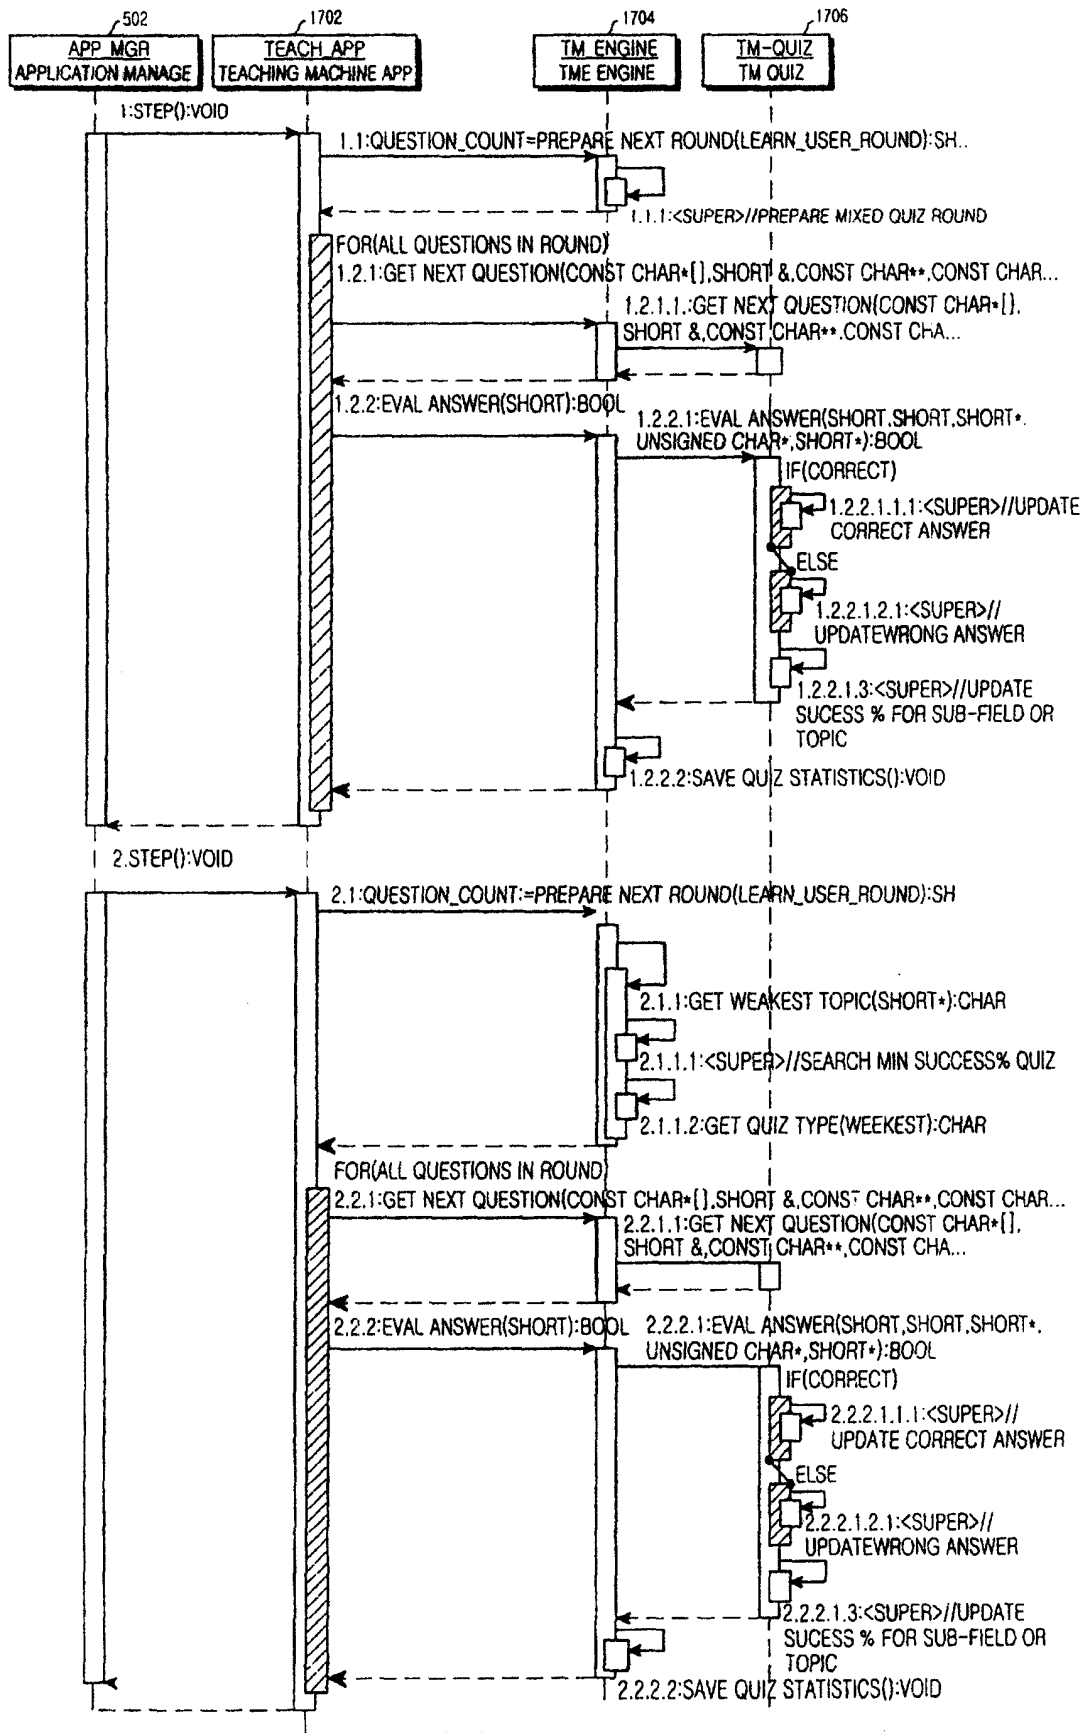 502
1702
1704
1706
APP_MGR
APPLICATION MANAGE
TEACH_APP
TEACHING MACHINE APP
TM_ENGINE
TME ENGINE
TM-QUIZ
TM QUIZ
1:STEP():VOID
1.1:QUESTION_COUNT=PREPARE NEXT ROUND(LEARN_USER_ROUND):SH..
1.1.1:<SUPER>//PREPARE MIXED QUIZ ROUND
FOR(ALL QUESTIONS IN ROUND)
1.2.1:GET NEXT QUESTION(CONST CHAR*[],SHORT &,CONST CHAR**,CONST CHAR...
1.2.1.1.:GET NEXT QUESTION(CONST CHAR*[],
SHORT &,CONST CHAR**.CONST CHA...
1.2.2:EVAL ANSWER(SHORT):BOOL
1.2.2.1:EVAL ANSWER(SHORT,SHORT,SHORT*.
UNSIGNED CHAR*,SHORT*):BOOL
IF(CORRECT)
1.2.2.1.1.1:<SUPER>//UPDATE
CORRECT ANSWER
ELSE
1.2.2.1.2.1:<SUPER>//
UPDATEWRONG ANSWER
1.2.2.1.3:<SUPER>//UPDATE
SUCESS % FOR SUB-FIELD OR
TOPIC
1.2.2.2:SAVE QUIZ STATISTICS():VOID
2.STEP():VOID
2.1:QUESTION_COUNT:=PREPARE NEXT ROUND(LEARN_USER_ROUND):SH
2.1.1:GET WEAKEST TOPIC(SHORT*):CHAR
2.1.1.1:<SUPER>//SEARCH MIN SUCCESS% QUIZ
2.1.1.2:GET QUIZ TYPE(WEEKEST):CHAR
FOR(ALL QUESTIONS IN ROUND)
2.2.1:GET NEXT QUESTION(CONST CHAR*[],SHORT &,CONST CHAR**,CONST CHAR...
2.2.1.1:GET NEXT QUESTION(CONST CHAR*[],
SHORT &,CONST CHAR**,CONST CHA...
2.2.2:EVAL ANSWER(SHORT):BOOL
2.2.2.1:EVAL ANSWER(SHORT,SHORT,SHORT*.
UNSIGNED CHAR*,SHORT*):BOOL
IF(CORRECT)
2.2.2.1.1.1:<SUPER>//
UPDATE CORRECT ANSWER
ELSE
2.2.2.1.2.1:<SUPER>//
UPDATEWRONG ANSWER
2.2.2.1.3:<SUPER>//UPDATE
SUCESS % FOR SUB-FIELD OR
TOPIC
2.2.2.2:SAVE QUIZ STATISTICS():VOID